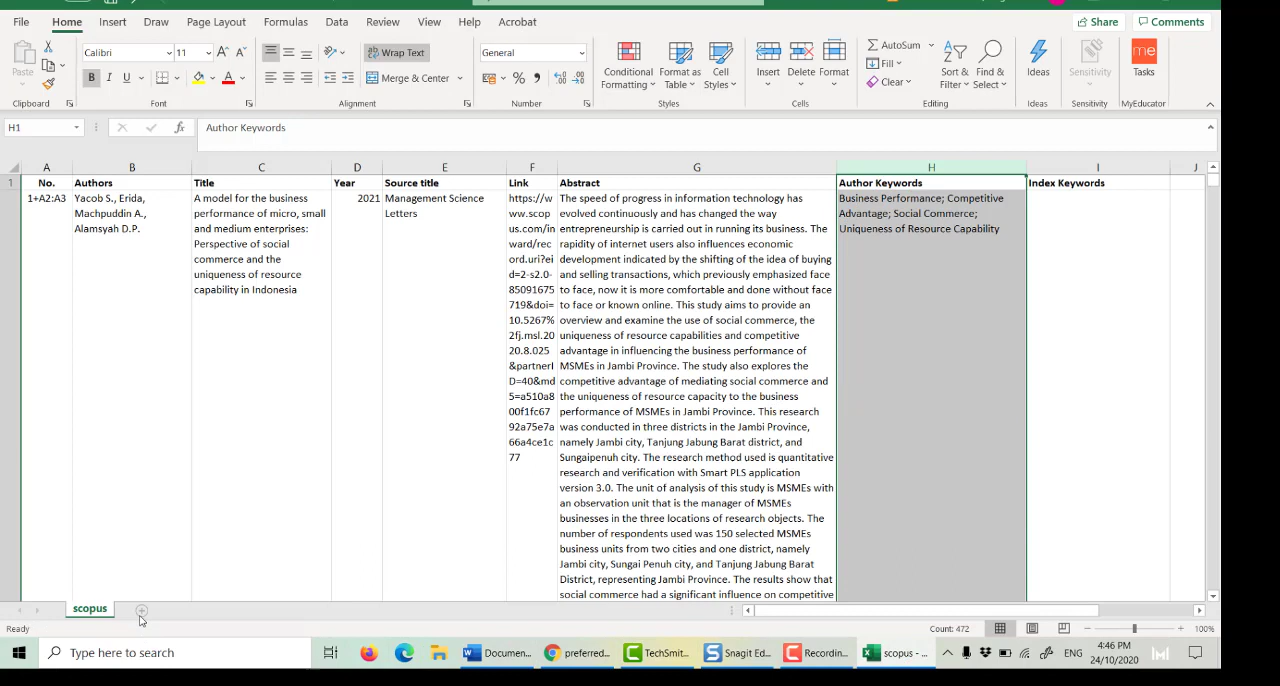 File Home Insert Draw Page Layout Formulas Data Review View Help Acrobat Share Comments
Calibri 11 A A Wrap Text General AutoSum
Paste B I U A Merge & Center % Conditional Formatting Format as Table Cell Styles Insert Delete Format Fill Clear Sort & Filter Find & Select Ideas Sensitivity me Tasks
Clipboard Font Alignment Number Styles Cells Editing Ideas Sensitivity MyEducator
H1 fx Author Keywords
A B C D E F G H I J
1 No. Authors Title Year Source title Link Abstract Author Keywords Index Keywords
1+A2:A3
Yacob S., Erida,
Machpuddin A.,
Alamsyah D.P.
A model for the business
performance of micro, small
and medium enterprises:
Perspective of social
commerce and the
uniqueness of resource
capability in Indonesia
2021
Management Science
Letters
https://w
ww.scop
us.com/in
ward/rec
ord.uri?ei
d=2-s2.0-
85091675
719&doi=
10.5267%
2fj.msl.20
20.8.025
&partnerI
D=40&md
5=a510a8
00f1fc67
92a75e7a
66a4ce1c
77
The speed of progress in information technology has
evolved continuously and has changed the way
entrepreneurship is carried out in running its business. The
rapidity of internet users also influences economic
development indicated by the shifting of the idea of buying
and selling transactions, which previously emphasized face
to face, now it is more comfortable and done without face
to face or known online. This study aims to provide an
overview and examine the use of social commerce, the
uniqueness of resource capabilities and competitive
advantage in influencing the business performance of
MSMEs in Jambi Province. The study also explores the
competitive advantage of mediating social commerce and
the uniqueness of resource capacity to the business
performance of MSMEs in Jambi Province. This research
was conducted in three districts in the Jambi Province,
namely Jambi city, Tanjung Jabung Barat district, and
Sungaipenuh city. The research method used is quantitative
research and verification with Smart PLS application
version 3.0. The unit of analysis of this study is MSMEs with
an observation unit that is the manager of MSMEs
businesses in the three locations of research objects. The
number of respondents used was 150 selected MSMEs
business units from two cities and one district, namely
Jambi city, Sungai Penuh city, and Tanjung Jabung Barat
District, representing Jambi Province. The results show that
social commerce had a significant influence on competitive
Business Performance; Competitive
Advantage; Social Commerce;
Uniqueness of Resource Capability
scopus
Ready Count: 472 100%
Type here to search Documen... preferred... TechSmit... Snagit Ed... Recordin... scopus - ... ENG 4:46 PM
24/10/2020